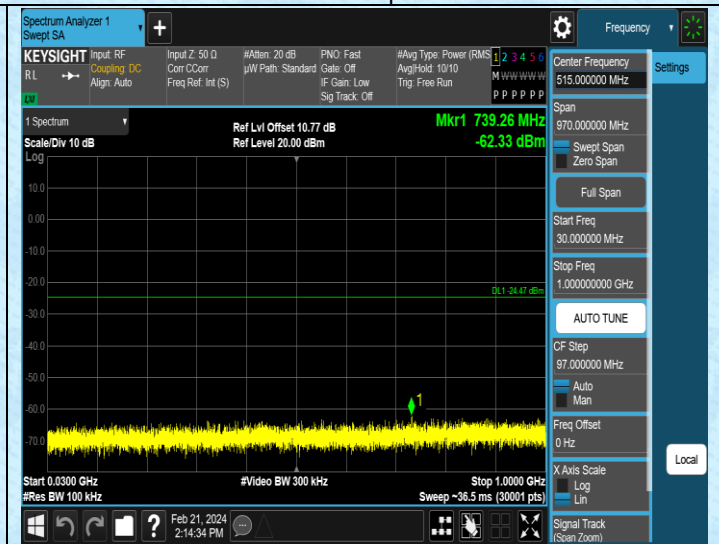 Spectrum Analyzer 1
Swept SA
+
Frequency
KEYSIGHT
RL
Input: RF
Coupling: DC
Align: Auto
Input Z: 50 Ω
Corr CCorr
Freq Ref: Int (S)
#Atten: 20 dB
µW Path: Standard
PNO: Fast
Gate: Off
IF Gain: Low
Sig Track: Off
#Avg Type: Power (RMS
Avg|Hold: 10/10
Trig: Free Run
1 2 3 4 5 6
M W W W W W
P P P P P P
1 Spectrum
Scale/Div 10 dB
Log
Ref Lvl Offset 10.77 dB
Ref Level 20.00 dBm
Mkr1 739.26 MHz
-62.33 dBm
10.0
0.00
-10.0
-20.0
-30.0
-40.0
-50.0
-60.0
-70.0
DL1 -24.47 dBm
1
Start 0.0300 GHz
#Res BW 100 kHz
#Video BW 300 kHz
Stop 1.0000 GHz
Sweep ~36.5 ms (30001 pts)
?
Feb 21, 2024
2:14:34 PM
Center Frequency
515.000000 MHz
Span
970.000000 MHz
Swept Span
Zero Span
Full Span
Start Freq
30.000000 MHz
Stop Freq
1.000000000 GHz
AUTO TUNE
CF Step
97.000000 MHz
Auto
Man
Freq Offset
0 Hz
X Axis Scale
Log
Lin
Signal Track
(Span Zoom)
Settings
Local